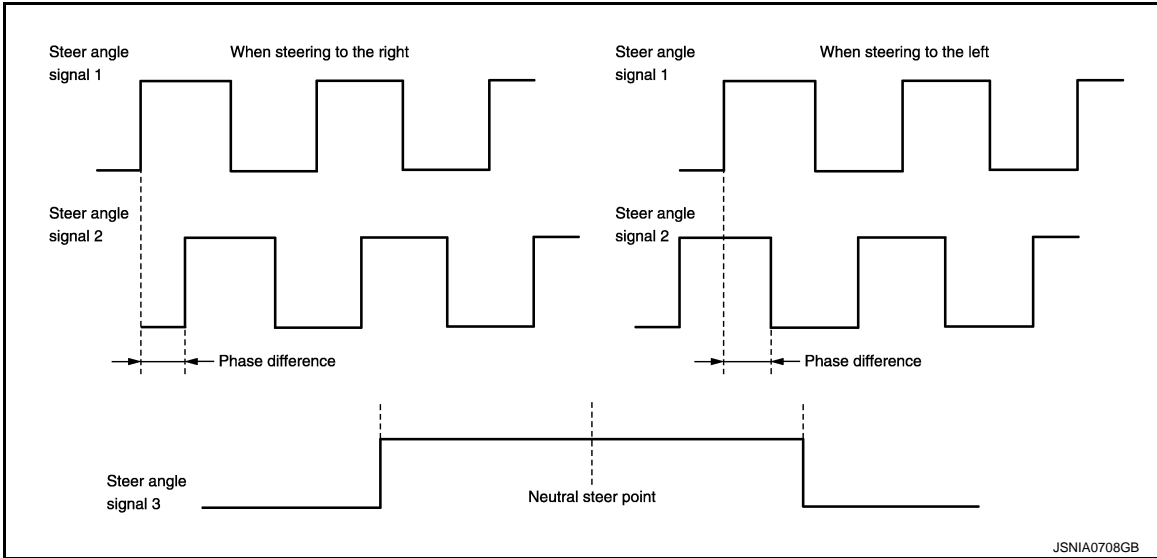 Steer angle
signal 1
When steering to the right
Steer angle
signal 1
When steering to the left
Steer angle
signal 2
Steer angle
signal 2
Phase difference
Phase difference
Steer angle
signal 3
Neutral steer point
JSNIA0708GB